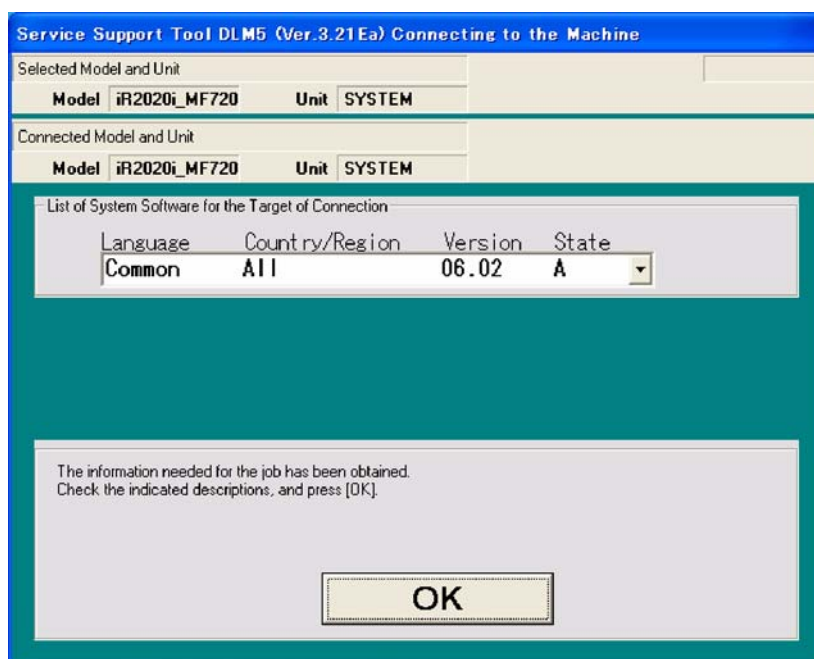 Service Support Tool DLM5 (Ver.3.21Ea) Connecting to the Machine
Selected Model and Unit
Model iR2020i_MF720 Unit SYSTEM
Connected Model and Unit
Model iR2020i_MF720 Unit SYSTEM
List of System Software for the Target of Connection
Language Country/Region Version State
Common All 06.02 A
The information needed for the job has been obtained.
Check the indicated descriptions, and press [OK].
OK